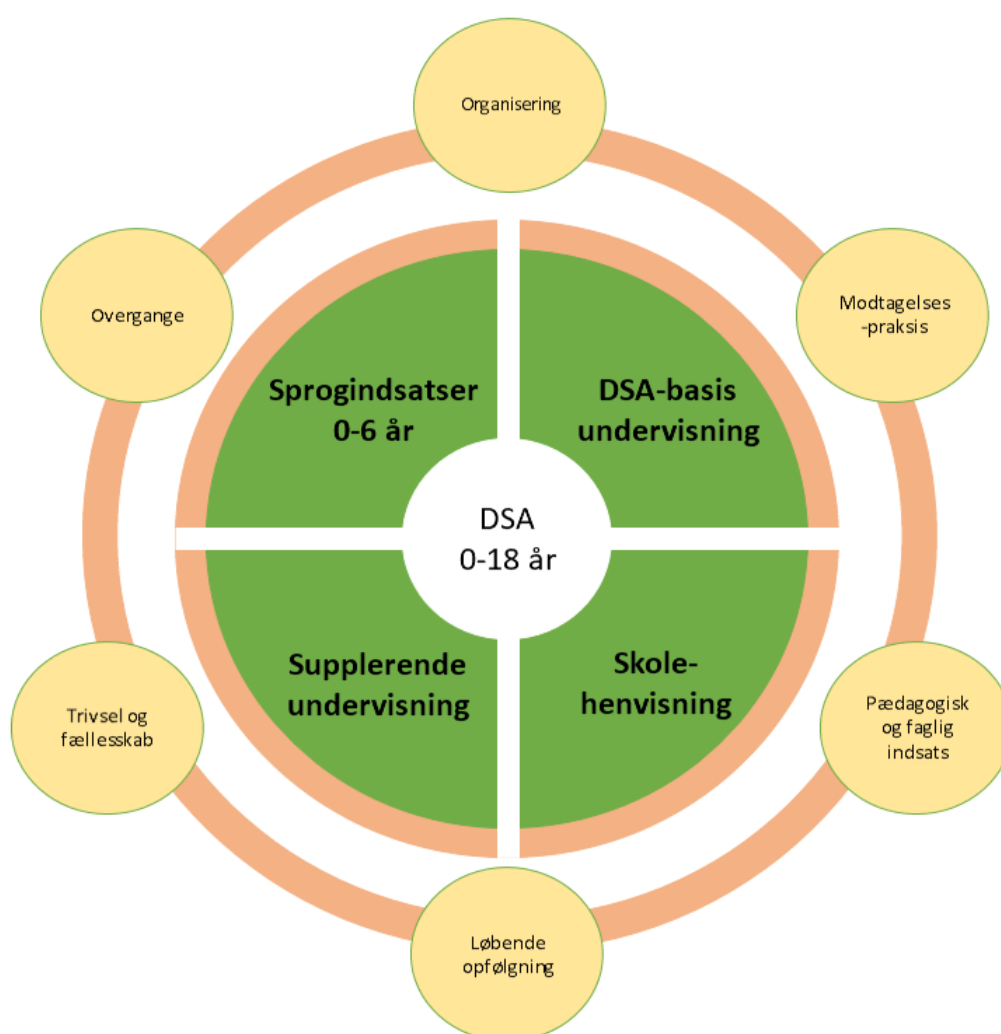 Organisering
Overgange
Modtagelses
-praksis
Sprogindsatser
0-6 år
DSA-basis
undervisning
DSA
0-18 år
Supplerende
undervisning
Skole-
henvisning
Trivsel og
fællesskab
Pædagogisk
og faglig
indsats
Løbende
opfølgning